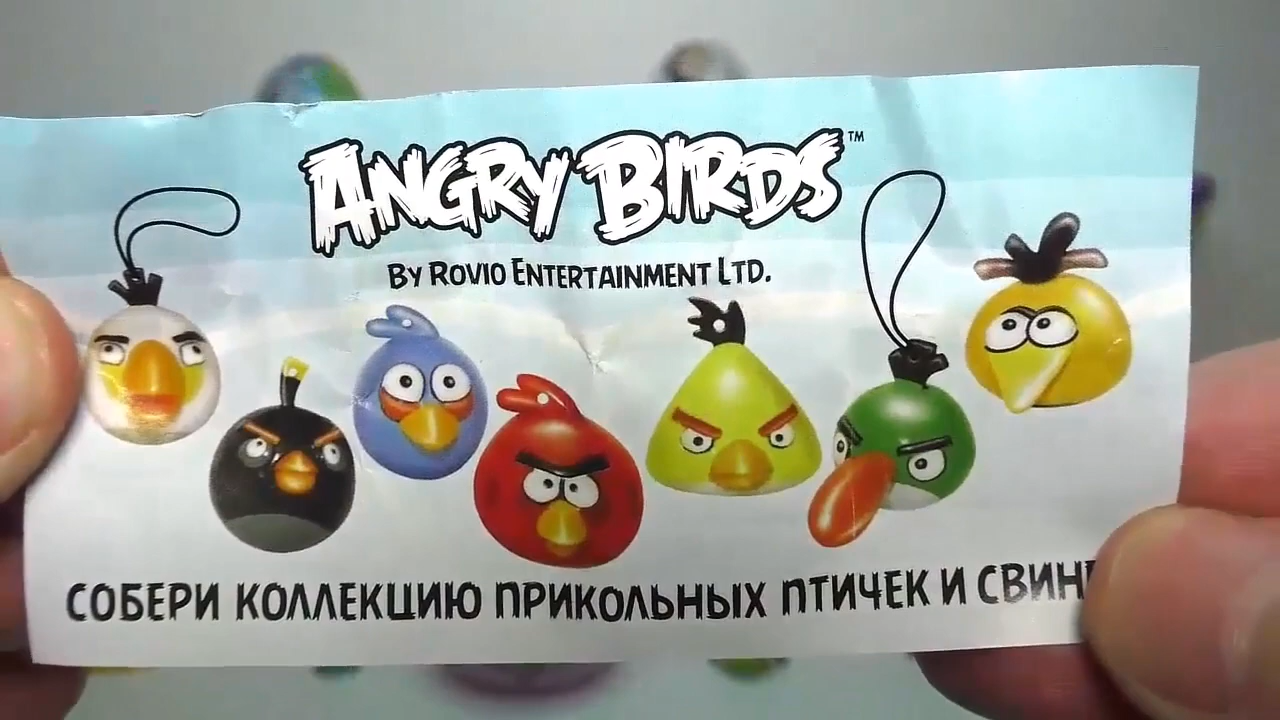 ANGRY BIRDS™
BY ROVIO ENTERTAINMENT LTD.
СОБЕРИ КОЛЛЕКЦИЮ ПРИКОЛЬНЫХ ПТИЧЕК И